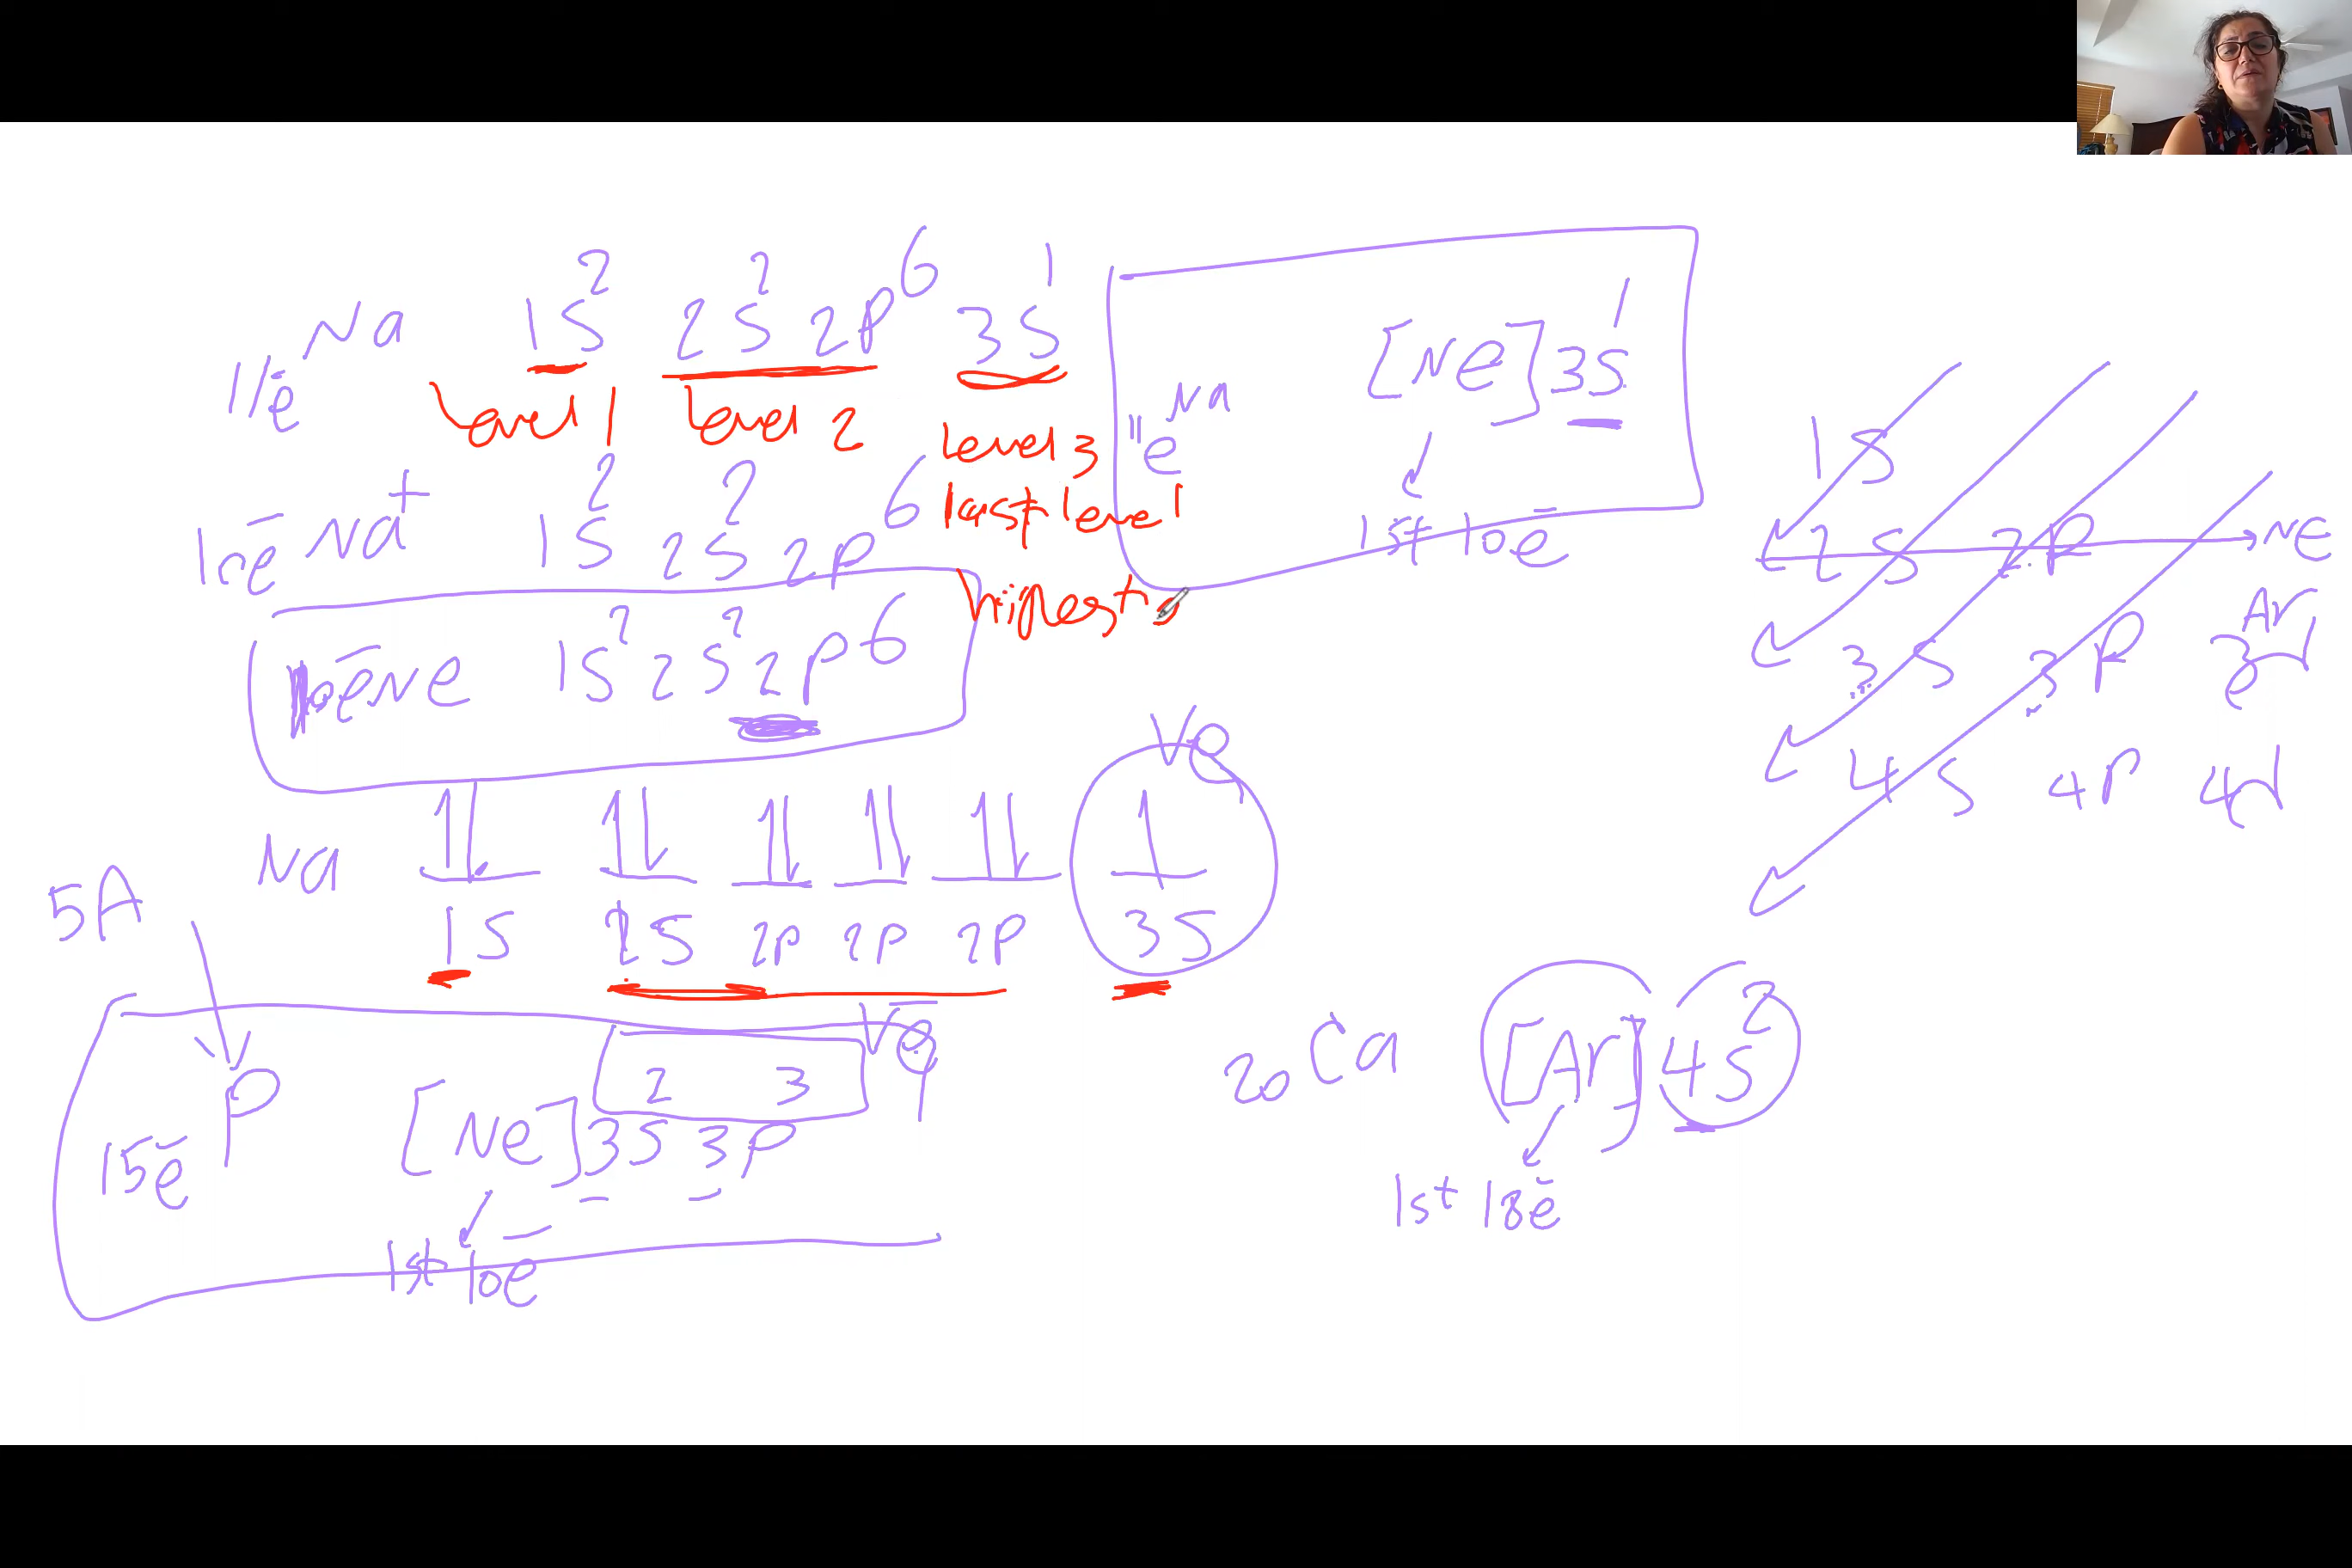 11e Na 1s² 2s² 2p⁶ 3s¹
Level 1 Level 2 Level 3
last level
10e⁻ Na⁺ 1s² 2s² 2p⁶
10e⁻ Ne 1s² 2s² 2p⁶
11e⁻ Na [Ne] 3s¹
1st 10e⁻
1s
2s 2p → Ne
3s 3p 3d
Ar
4s 4p 4d
Ve
Na 1s 2s 2p 2p 2p 3s
5A
15e⁻ P [Ne] 3s² 3p³ Ve⁻
1st 10e⁻
20 Ca [Ar] 4s²
1st 18e⁻